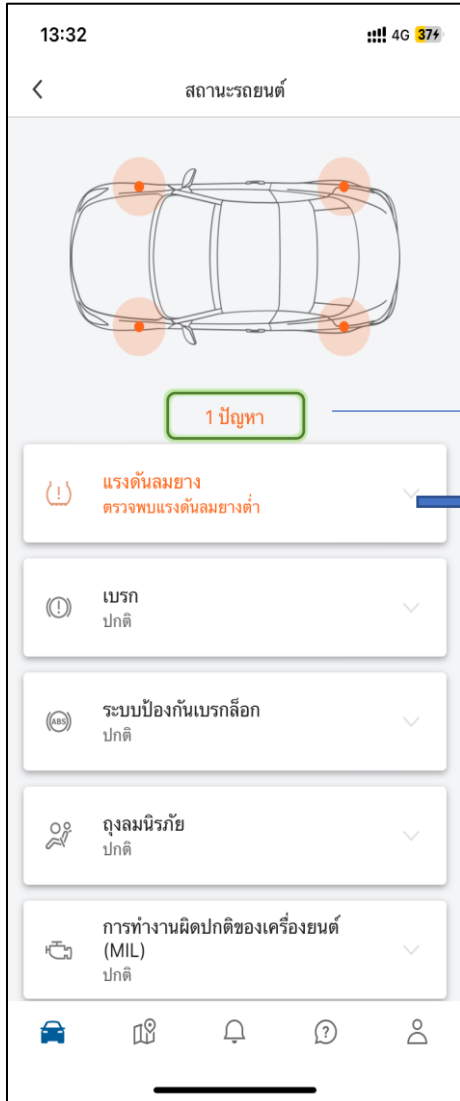 13:32
4G 37
สถานะรถยนต์
1 ปัญหา
แรงดันลมยาง
ตรวจพบแรงดันลมยางต่ำ
เบรก
ปกติ
ระบบป้องกันเบรกล็อก
ปกติ
ABS
ถุงลมนิรภัย
ปกติ
การทำงานผิดปกติของเครื่องยนต์
(MIL)
ปกติ